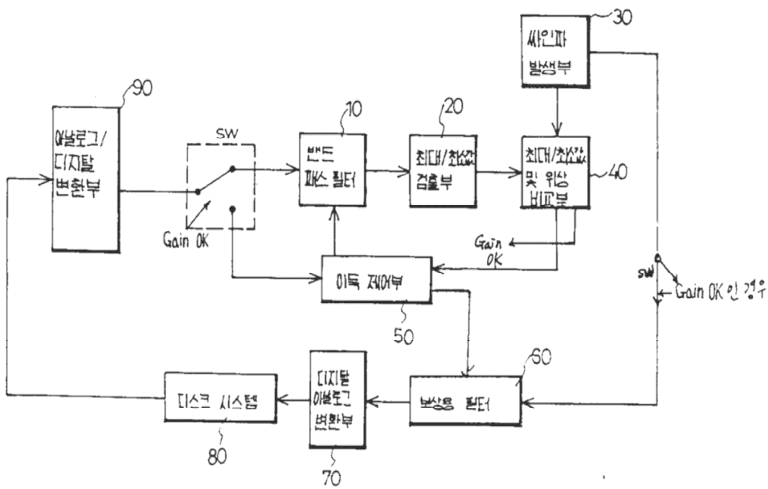 30
싸인파
발생부
90
아날로그/
디지탈
변환부
SW
Gain OK
10
밴드
패스 필터
20
최대/최소값
검출부
최대/최소값
및 위상
비교부
40
Gain
OK
이득 제어부
50
SW
Gain OK 인 경우
60
보상용 필터
디지탈
아날로그
변환부
70
디스크 시스템
80